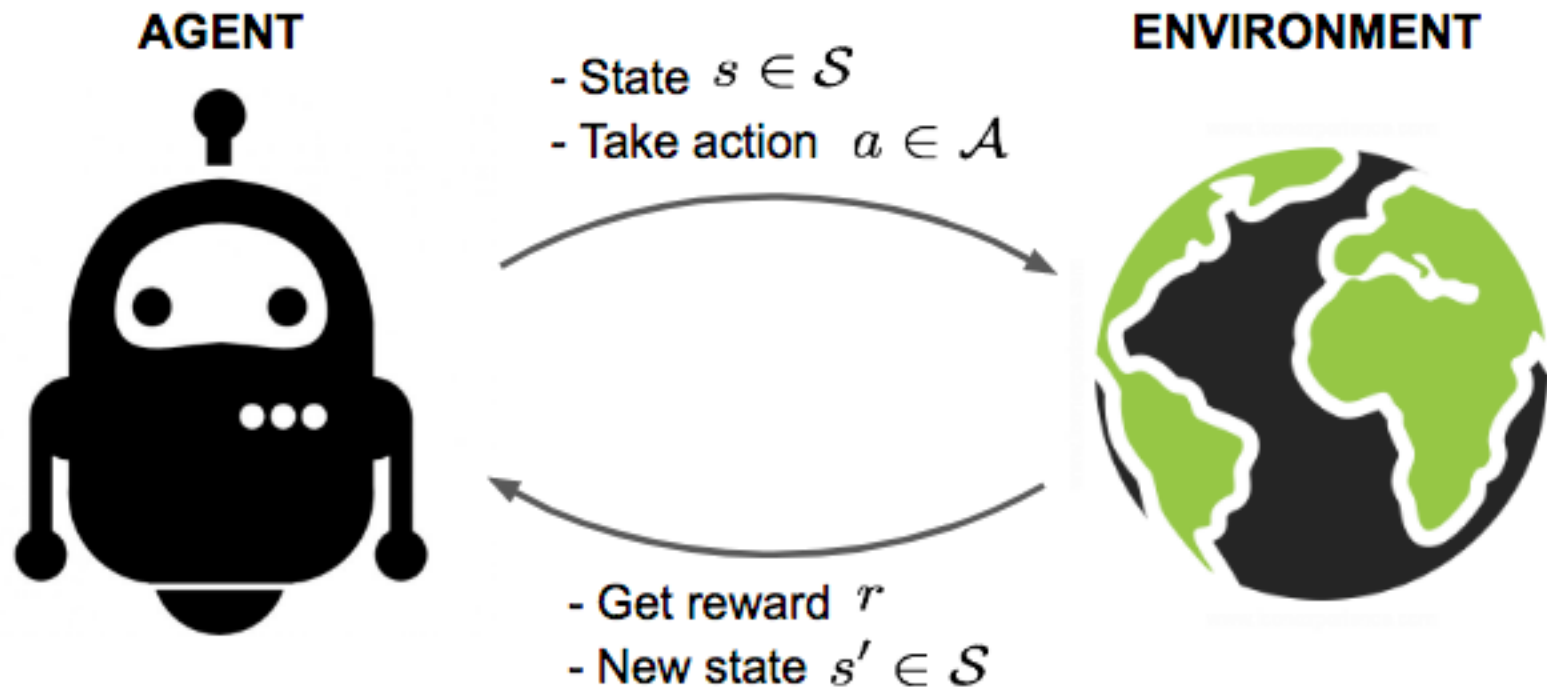 AGENT
ENVIRONMENT
- State s ∈ 𝒮
- Take action a ∈ 𝒜
- Get reward r
- New state s′ ∈ 𝒮